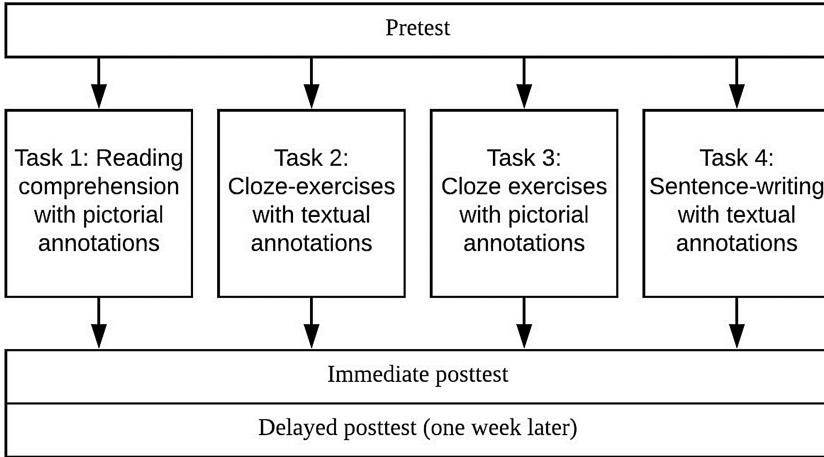 Pretest
Task 1: Reading
comprehension
with pictorial
annotations
Task 2:
Cloze-exercises
with textual
annotations
Task 3:
Cloze exercises
with pictorial
annotations
Task 4:
Sentence-writing
with textual
annotations
Immediate posttest
Delayed posttest (one week later)